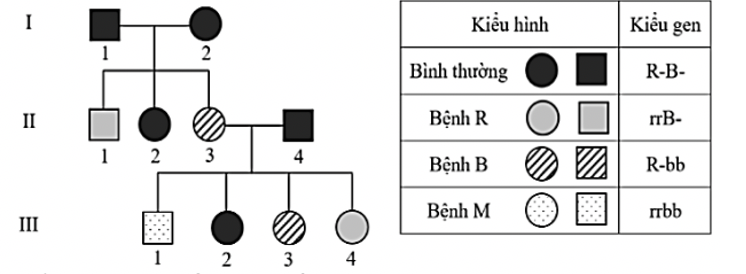 I
1
2
II
1
2
3
4
III
1
2
3
4
Kiểu hình
Kiểu gen
Bình thường
R-B-
Bệnh R
rrB-
Bệnh B
R-bb
Bệnh M
rrbb